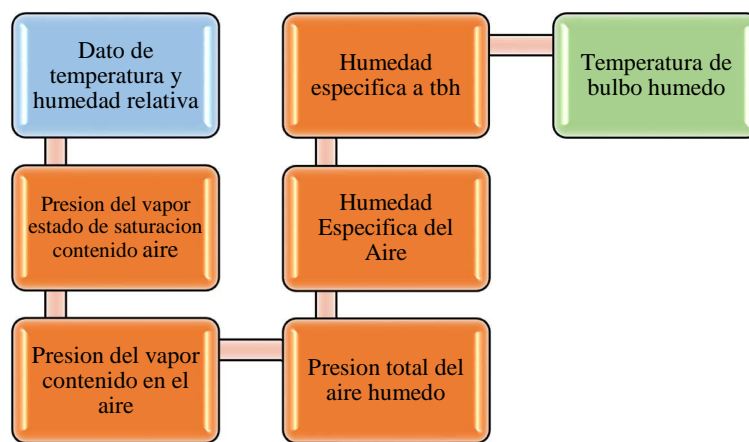 Dato de
temperatura y
humedad relativa
Presion del vapor
estado de saturacion
contenido aire
Presion del vapor
contenido en el
aire
Presion total del
aire humedo
Humedad
Especifica del
Aire
Humedad
especifica a tbh
Temperatura de
bulbo humedo